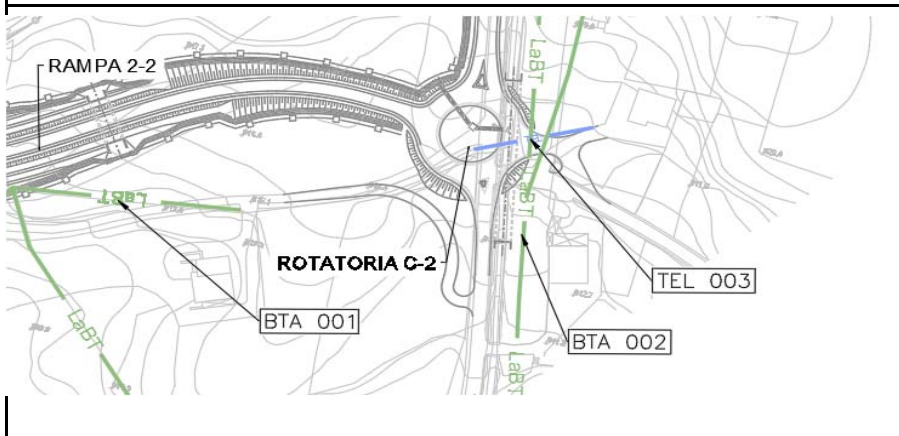 RAMPA 2-2
LaBT
LaBT
LaBT
ROTATORIA C-2
TEL 003
BTA 001
BTA 002
LaBT
LaBT